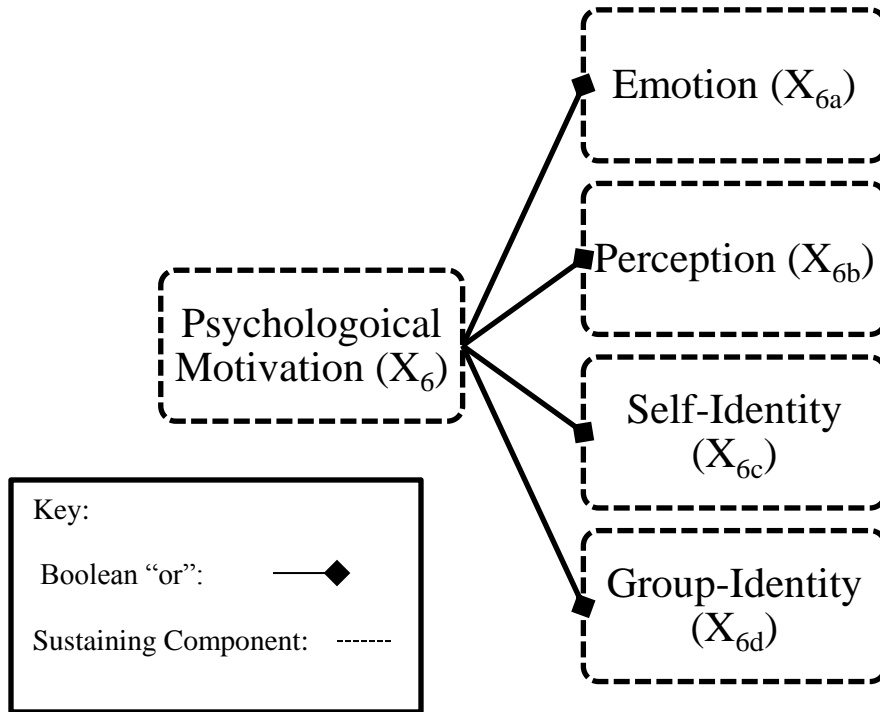 Emotion (X6a)
Perception (X6b)
Psychologoical
Motivation (X6)
Self-Identity
(X6c)
Group-Identity
(X6d)
Key:
Boolean “or”:
Sustaining Component: